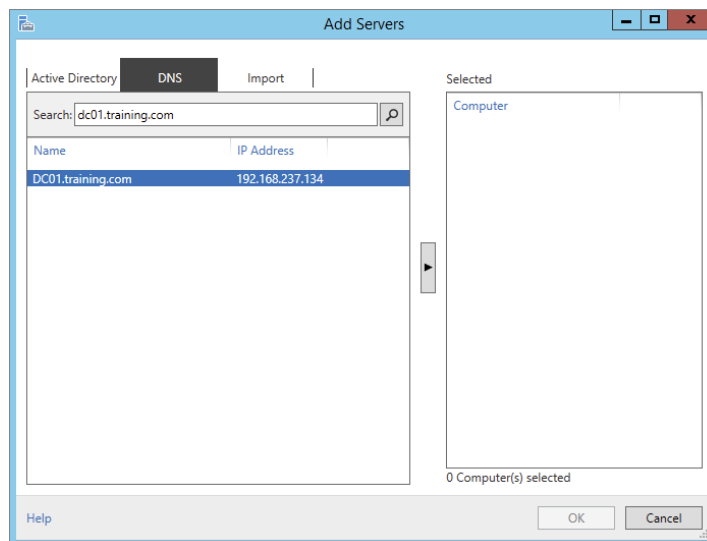 Add Servers
Active Directory DNS Import
Search: dc01.training.com
Name IP Address
DC01.training.com 192.168.237.134
Selected
Computer
0 Computer(s) selected
Help OK Cancel